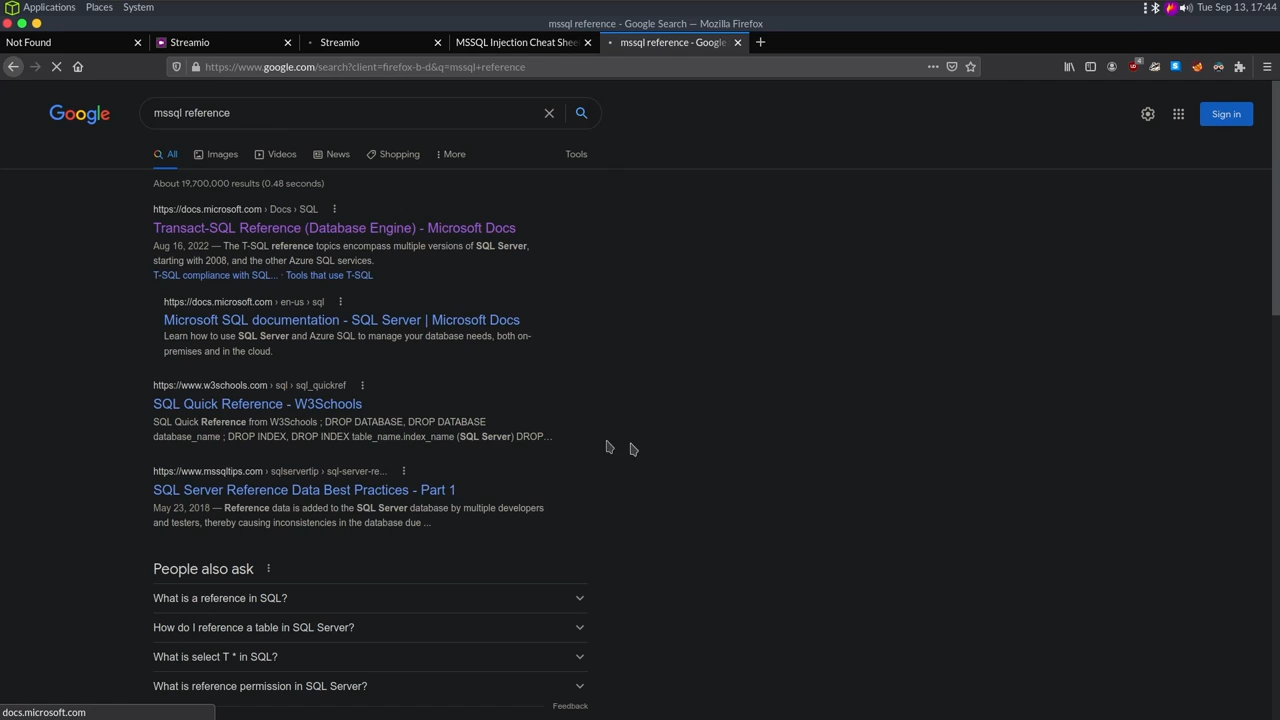 Applications Places System
Tue Sep 13, 17:44
mssql reference - Google Search — Mozilla Firefox
Not Found
Streamio
Streamio
MSSQL Injection Cheat Shee
mssql reference - Google
https://www.google.com/search?client=firefox-b-d&q=mssql+reference
4
Google
mssql reference
Sign in
All
Images
Videos
News
Shopping
More
Tools
About 19,700,000 results (0.48 seconds)
https://docs.microsoft.com › Docs › SQL
Transact-SQL Reference (Database Engine) - Microsoft Docs
Aug 16, 2022 — The T-SQL reference topics encompass multiple versions of SQL Server,
starting with 2008, and the other Azure SQL services.
T-SQL compliance with SQL... · Tools that use T-SQL
https://docs.microsoft.com › en-us › sql
Microsoft SQL documentation - SQL Server | Microsoft Docs
Learn how to use SQL Server and Azure SQL to manage your database needs, both on-
premises and in the cloud.
https://www.w3schools.com › sql › sql_quickref
SQL Quick Reference - W3Schools
SQL Quick Reference from W3Schools ; DROP DATABASE, DROP DATABASE
database_name ; DROP INDEX, DROP INDEX table_name.index_name (SQL Server) DROP...
https://www.mssqltips.com › sqlservertip › sql-server-re...
SQL Server Reference Data Best Practices - Part 1
May 23, 2018 — Reference data is added to the SQL Server database by multiple developers
and testers, thereby causing inconsistencies in the database due ...
People also ask
What is a reference in SQL?
How do I reference a table in SQL Server?
What is select T * in SQL?
What is reference permission in SQL Server?
Feedback
docs.microsoft.com